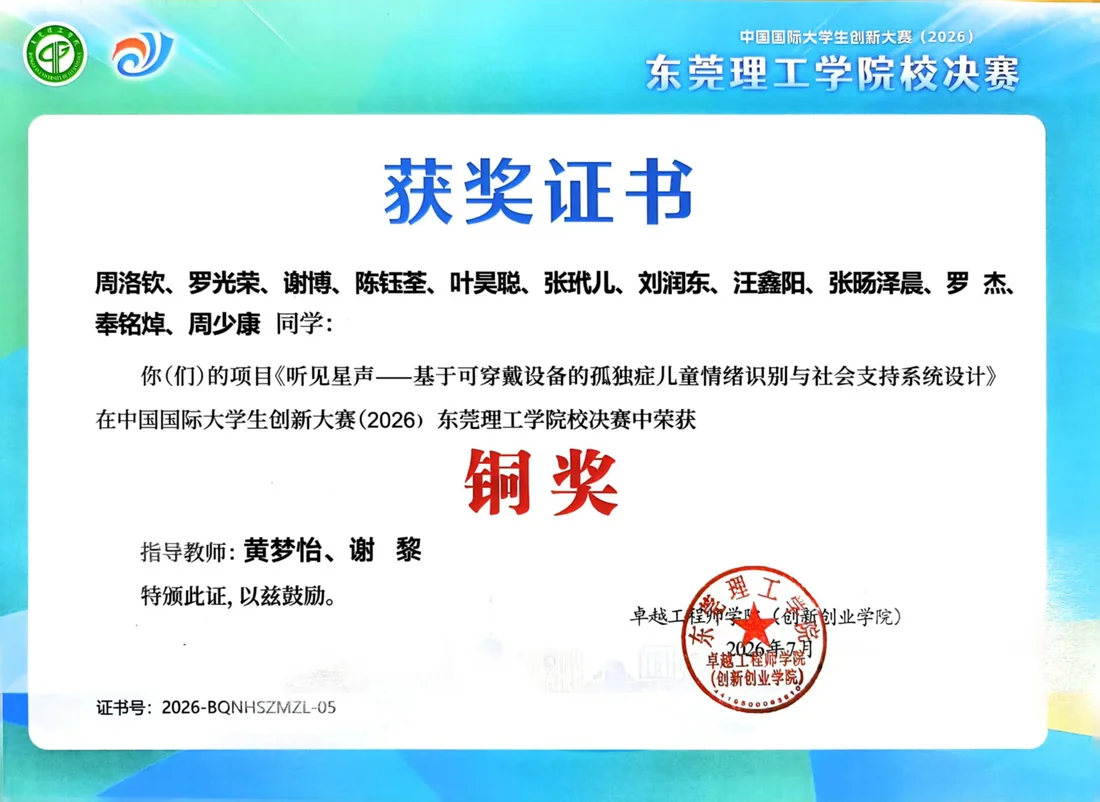 中国国际大学生创新大赛（2026）
东莞理工学院校决赛
获奖证书
周洛钦、罗光荣、谢博、陈钰荃、叶昊聪、张玳儿、刘润东、汪鑫阳、张旸泽晨、罗 杰、
奉铭焯、周少康 同学：
你(们)的项目《听见星声——基于可穿戴设备的孤独症儿童情绪识别与社会支持系统设计》
在中国国际大学生创新大赛(2026) 东莞理工学院校决赛中荣获
铜奖
指导教师：黄梦怡、谢 黎
特颁此证, 以兹鼓励。
卓越工程师学院（创新创业学院）
2026年7月
东莞理工学院
卓越工程师学院
(创新创业学院)
证书号：2026-BQNHSZMZL-05